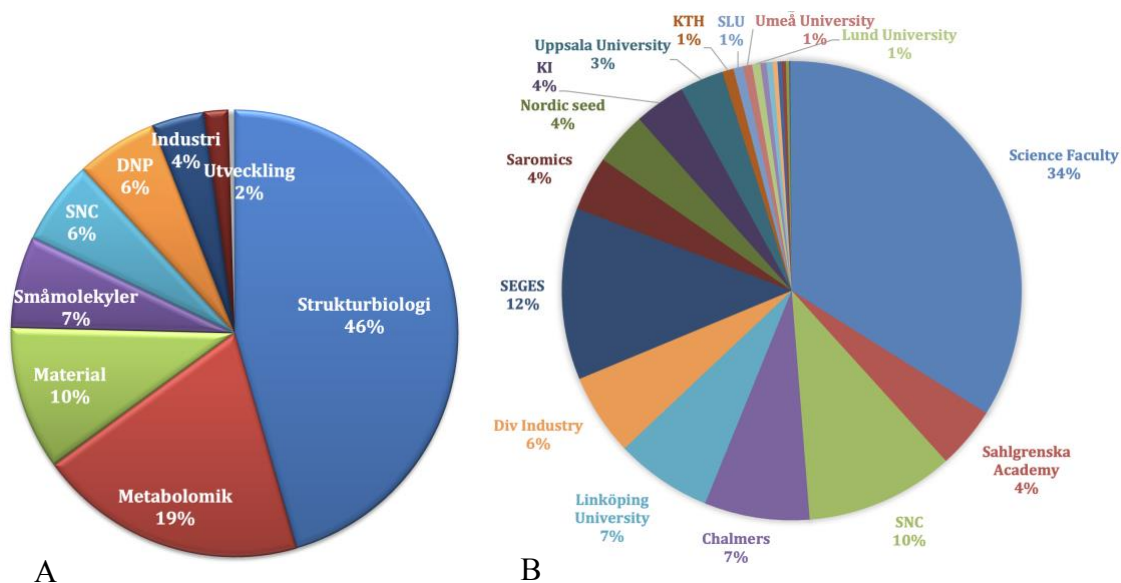 Industri
4%
Utveckling
2%
DNP
6%
SNC
6%
Småmolekyler
7%
Material
10%
Metabolomik
19%
Strukturbiologi
46%
A
KTH
1%
SLU
1%
Umeå University
1%
Lund University
1%
Uppsala University
3%
KI
4%
Nordic seed
4%
Saromics
4%
SEGES
12%
Div Industry
6%
Linköping
University
7%
Chalmers
7%
SNC
10%
Sahlgrenska
Academy
4%
Science Faculty
34%
B